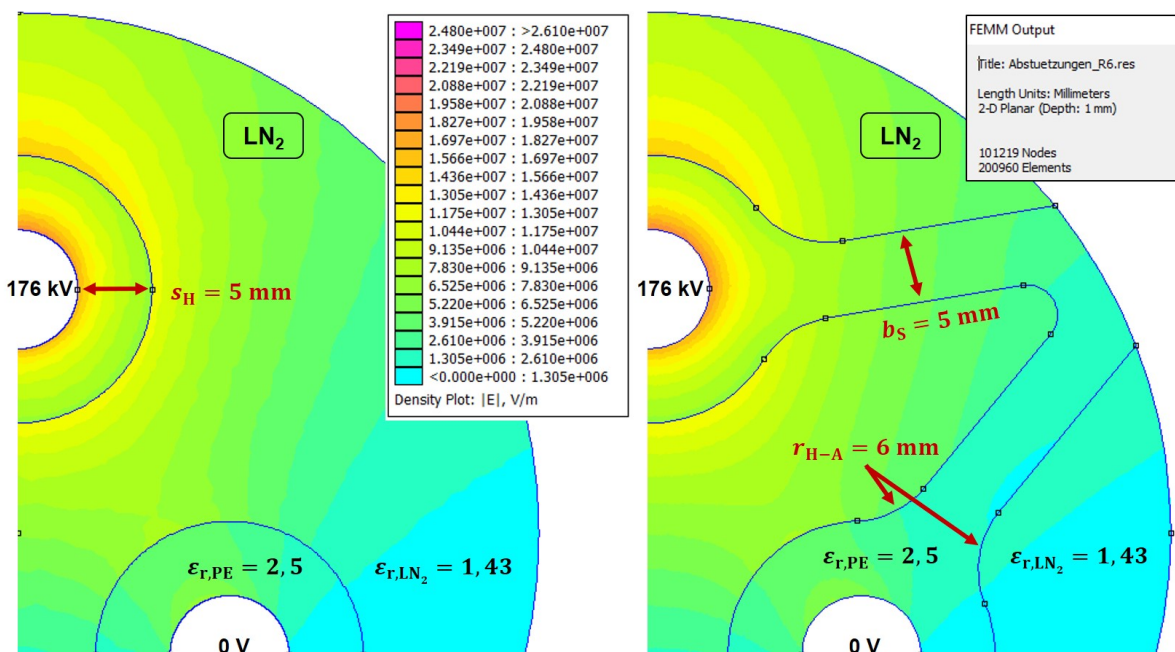 LN₂
176 kV
s_H = 5 mm
ε_r,PE = 2, 5
ε_r,LN₂ = 1, 43
0 V
2.480e+007 : >2.610e+007
2.349e+007 : 2.480e+007
2.219e+007 : 2.349e+007
2.088e+007 : 2.219e+007
1.958e+007 : 2.088e+007
1.827e+007 : 1.958e+007
1.697e+007 : 1.827e+007
1.566e+007 : 1.697e+007
1.436e+007 : 1.566e+007
1.305e+007 : 1.436e+007
1.175e+007 : 1.305e+007
1.044e+007 : 1.175e+007
9.135e+006 : 1.044e+007
7.830e+006 : 9.135e+006
6.525e+006 : 7.830e+006
5.220e+006 : 6.525e+006
3.915e+006 : 5.220e+006
2.610e+006 : 3.915e+006
1.305e+006 : 2.610e+006
<0.000e+000 : 1.305e+006
Density Plot: |E|, V/m
LN₂
176 kV
b_S = 5 mm
r_H−A = 6 mm
ε_r,PE = 2, 5
ε_r,LN₂ = 1, 43
0 V
FEMM Output
Title: Abstuetzungen_R6.res
Length Units: Millimeters
2-D Planar (Depth: 1 mm)
101219 Nodes
200960 Elements